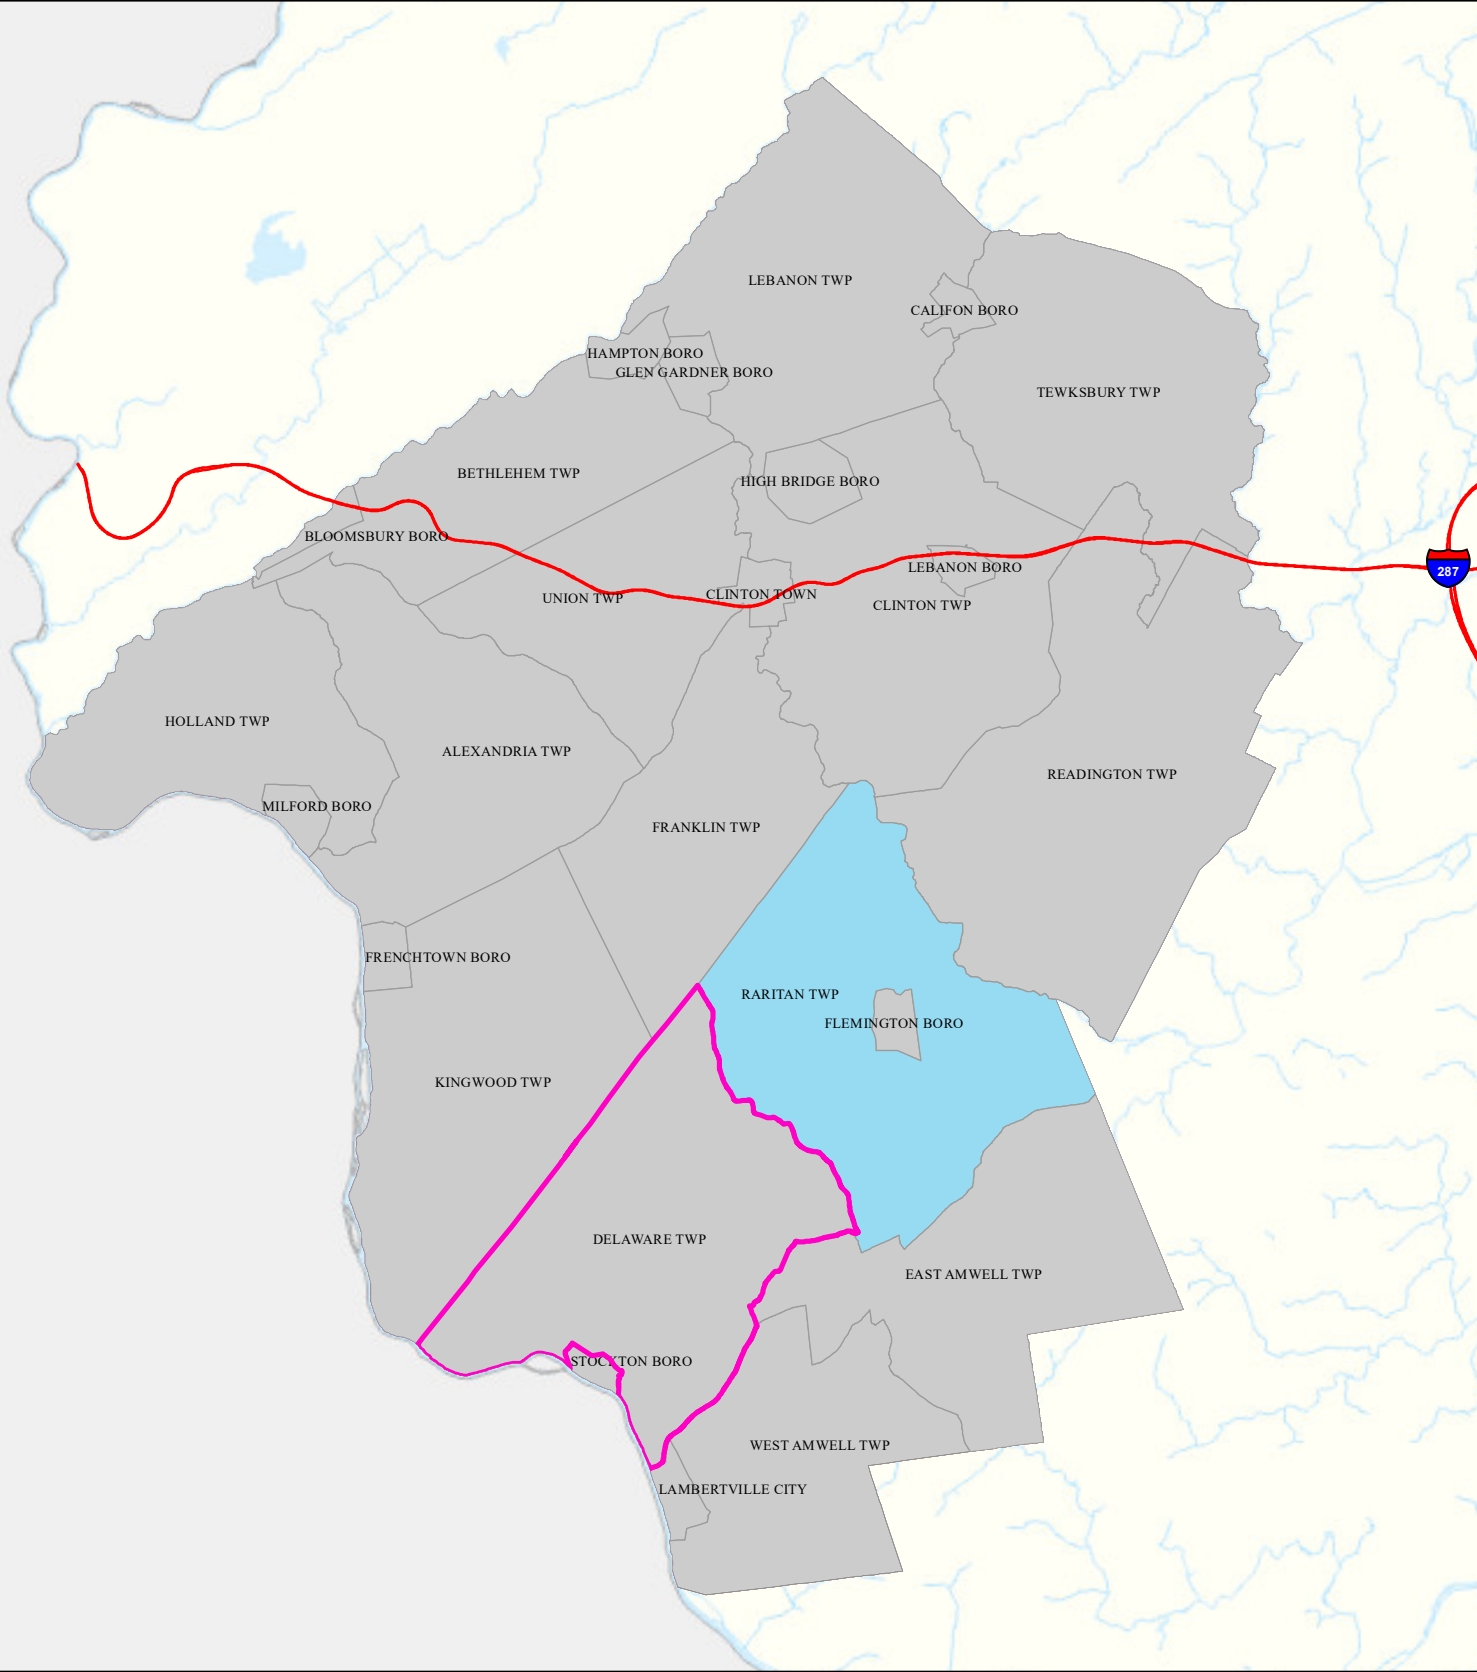 LEBANON TWP
CALIFON BORO
HAMPTON BORO
GLEN GARDNER BORO
TEWKSBURY TWP
BETHLEHEM TWP
HIGH BRIDGE BORO
BLOOMSBURY BORO
LEBANON BORO
287
UNION TWP
CLINTON TOWN
CLINTON TWP
HOLLAND TWP
ALEXANDRIA TWP
READINGTON TWP
MILFORD BORO
FRANKLIN TWP
FRENCHTOWN BORO
RARITAN TWP
FLEMINGTON BORO
KINGWOOD TWP
DELAWARE TWP
EAST AMWELL TWP
STOCKTON BORO
WEST AMWELL TWP
LAMBERTVILLE CITY